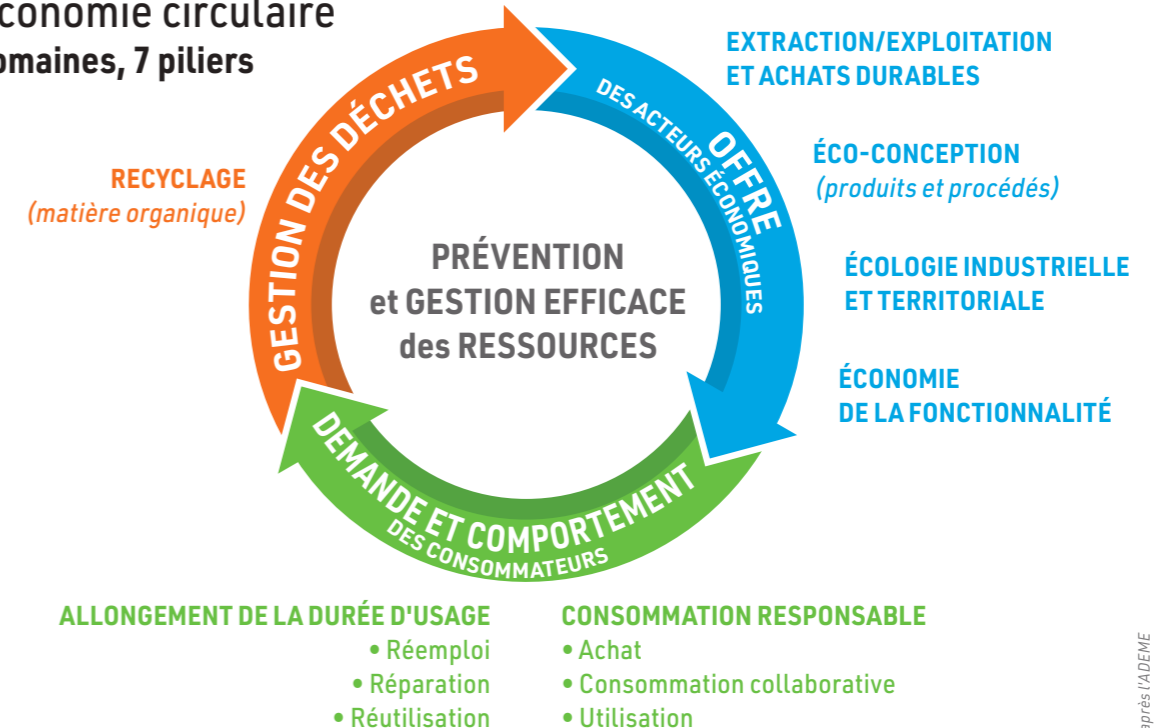 conomie circulaire
omaines, 7 piliers
EXTRACTION/EXPLOITATION
ET ACHATS DURABLES
ÉCO-CONCEPTION
(produits et procédés)
ÉCOLOGIE INDUSTRIELLE
ET TERRITORIALE
ÉCONOMIE
DE LA FONCTIONNALITÉ
OFFRE
DES ACTEURS ÉCONOMIQUES
GESTION DES DÉCHETS
RECYCLAGE
(matière organique)
PRÉVENTION
et GESTION EFFICACE
des RESSOURCES
DEMANDE ET COMPORTEMENT
DES CONSOMMATEURS
ALLONGEMENT DE LA DURÉE D'USAGE
• Réemploi
• Réparation
• Réutilisation
CONSOMMATION RESPONSABLE
• Achat
• Consommation collaborative
• Utilisation
après l'ADEME